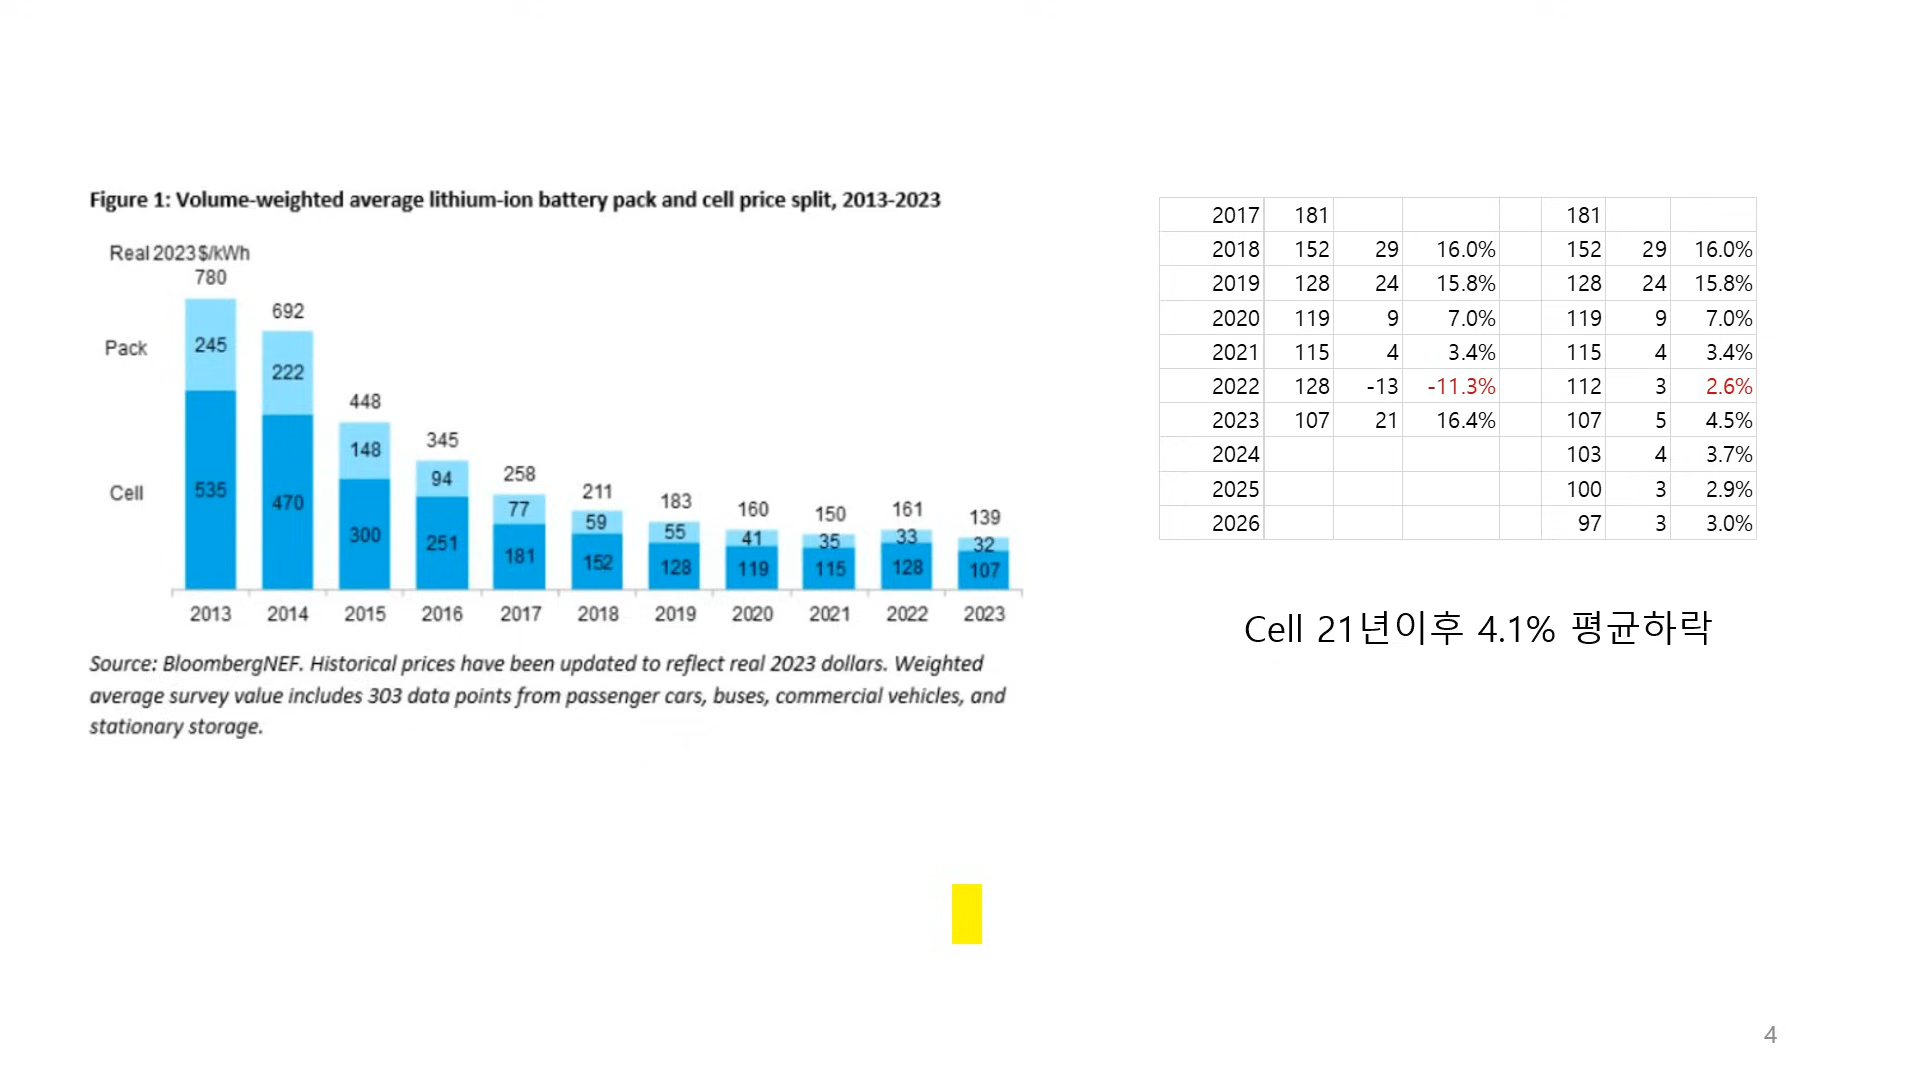 Figure 1: Volume-weighted average lithium-ion battery pack and cell price split, 2013-2023
Real 2023$/kWh
780
692
448
345
258
211
183
160
150
161
139
Pack
245
222
148
94
77
59
55
41
35
33
32
Cell
535
470
300
251
181
152
128
119
115
128
107
2013 2014 2015 2016 2017 2018 2019 2020 2021 2022 2023
Source: BloombergNEF. Historical prices have been updated to reflect real 2023 dollars. Weighted
average survey value includes 303 data points from passenger cars, buses, commercial vehicles, and
stationary storage.
2017 181 181
2018 152 29 16.0% 152 29 16.0%
2019 128 24 15.8% 128 24 15.8%
2020 119 9 7.0% 119 9 7.0%
2021 115 4 3.4% 115 4 3.4%
2022 128 -13 -11.3% 112 3 2.6%
2023 107 21 16.4% 107 5 4.5%
2024 103 4 3.7%
2025 100 3 2.9%
2026 97 3 3.0%
Cell 21년이후 4.1% 평균하락
4